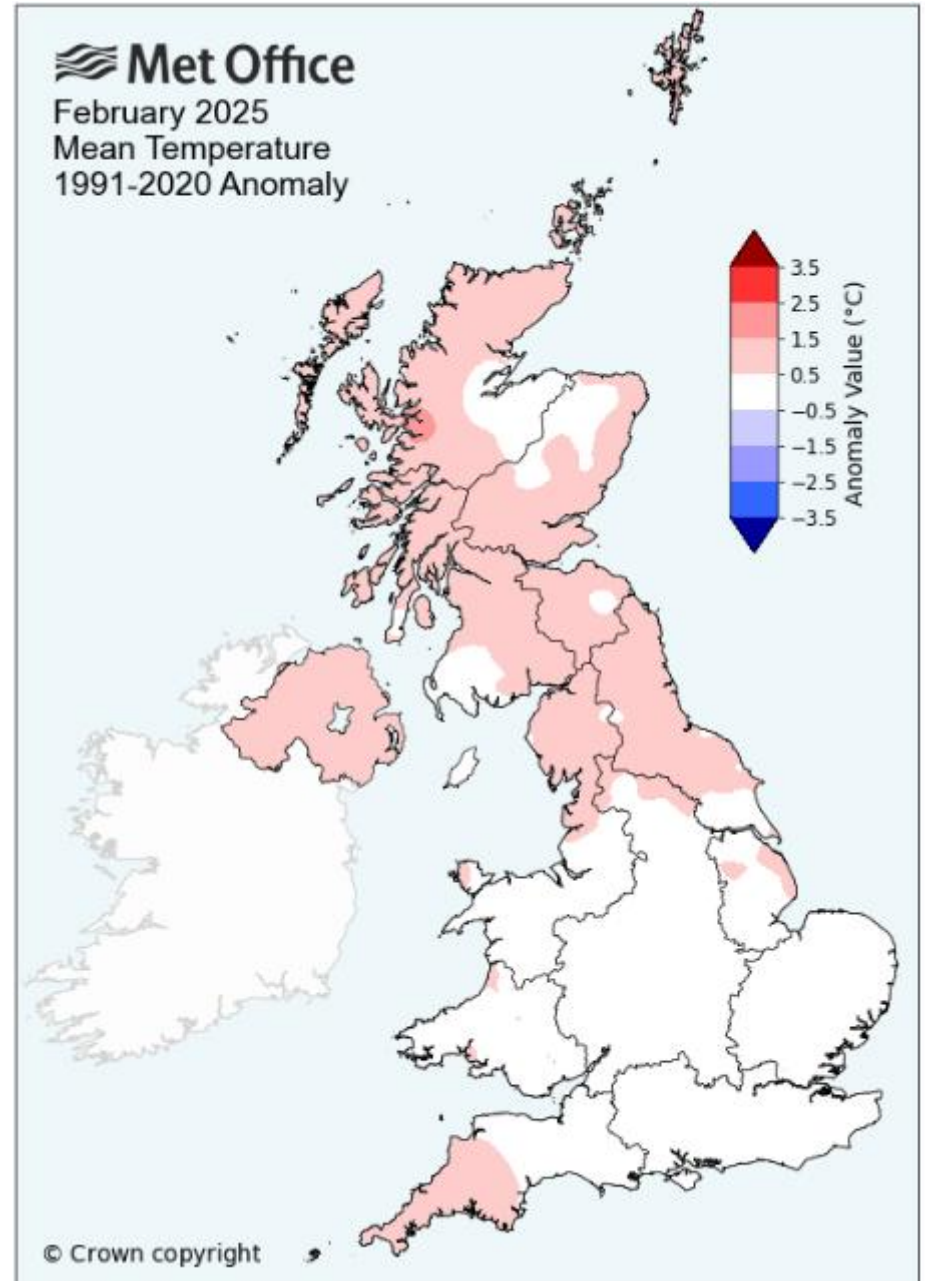 Met Office
February 2025
Mean Temperature
1991-2020 Anomaly
3.5
2.5
1.5
0.5
−0.5
−1.5
−2.5
−3.5
Anomaly Value (°C)
© Crown copyright